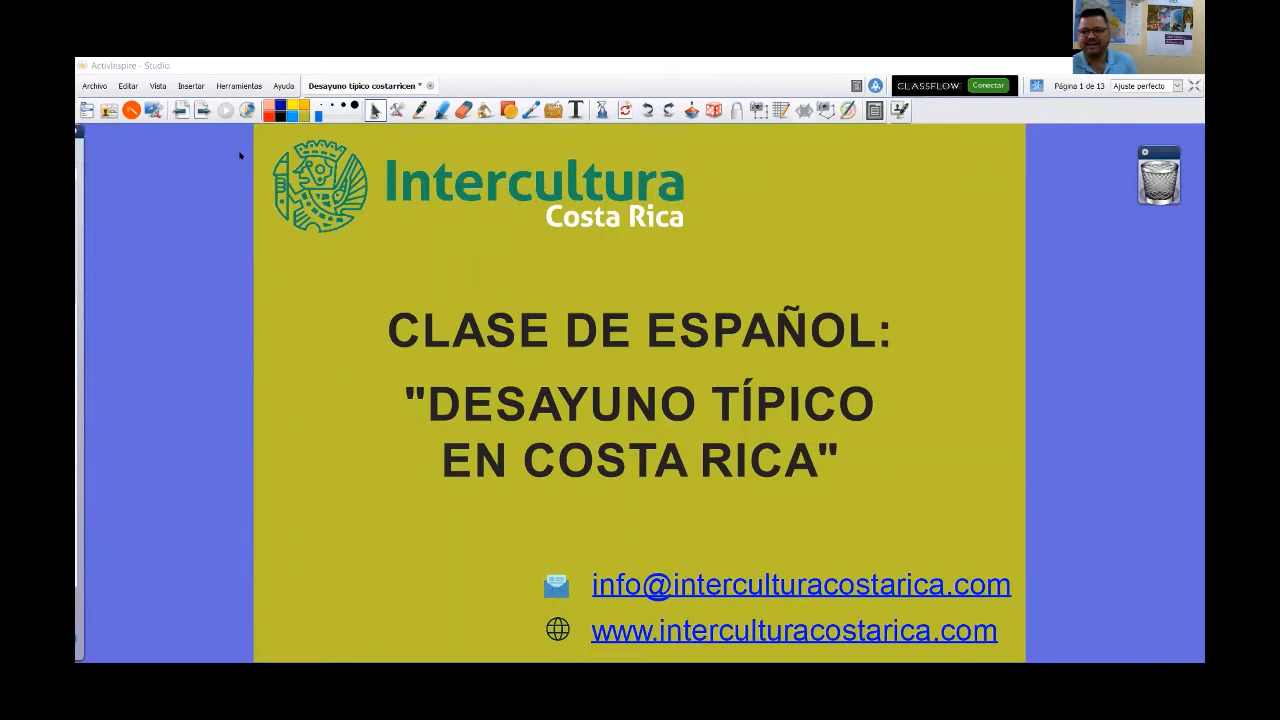 ActivInspire - Studio
Archivo Editar Vista Insertar Herramientas Ayuda Desayuno típico costarricen * CLASSFLOW Conectar Página 1 de 13 Ajuste perfecto
T
Intercultura
Costa Rica
CLASE DE ESPAÑOL:
"DESAYUNO TÍPICO
EN COSTA RICA"
info@interculturacostarica.com
www.interculturacostarica.com